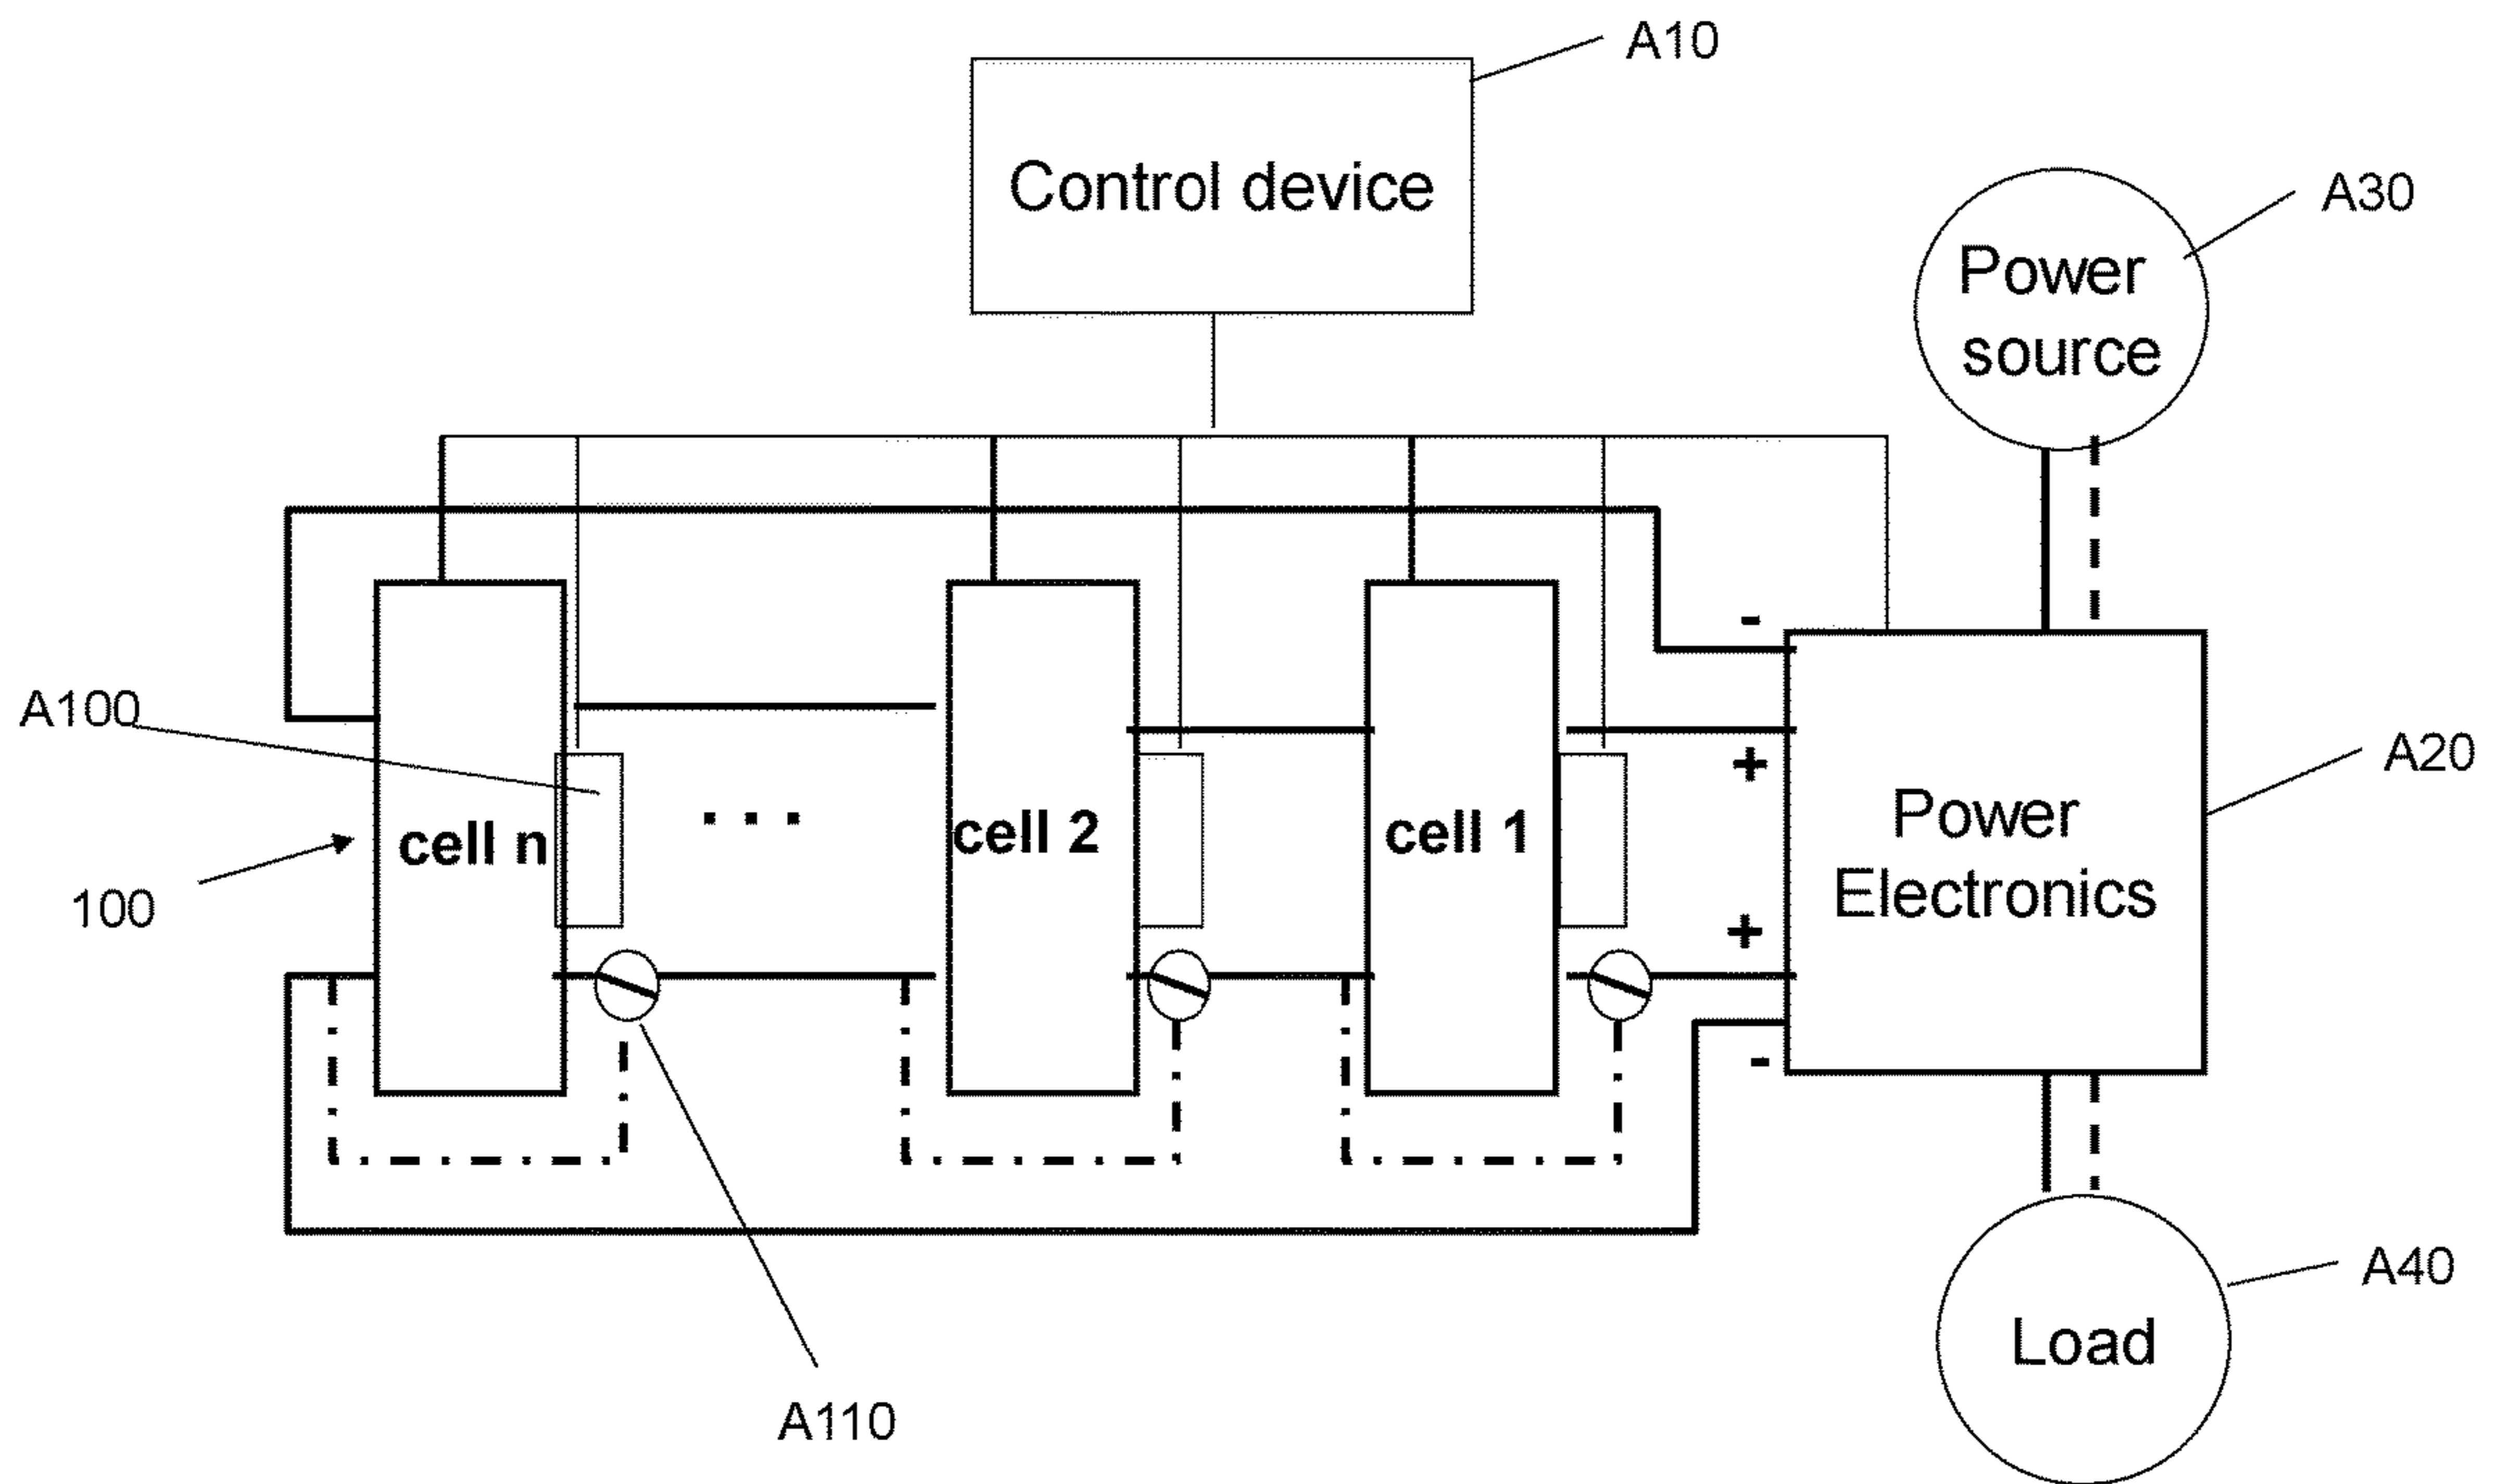 A10
Control device
A30
Power
source
-
A100
+
A20
. . .
cell n
cell 2
cell 1
Power
Electronics
100
+
-
A40
Load
A110